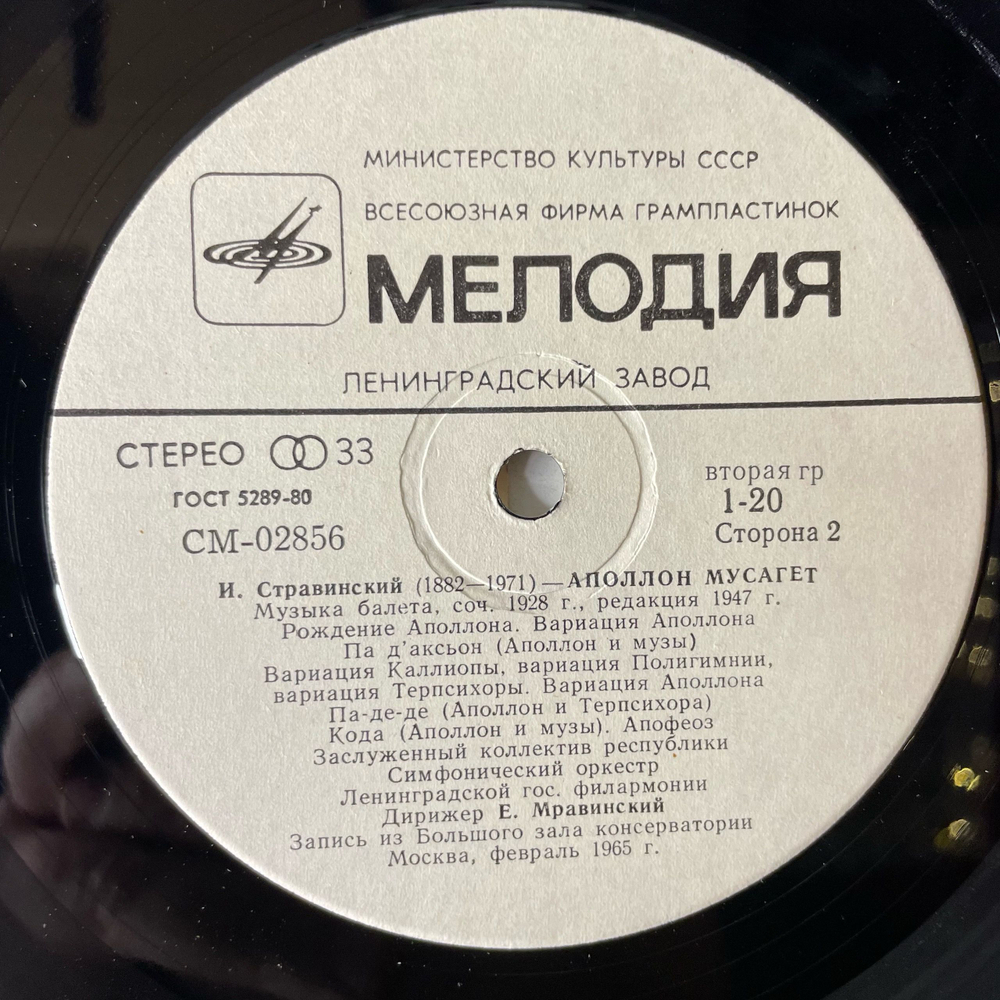 МИНИСТЕРСТВО КУЛЬТУРЫ СССР
ВСЕСОЮЗНАЯ ФИРМА ГРАМПЛАСТИНОК
МЕЛОДИЯ
ЛЕНИНГРАДСКИЙ ЗАВОД
СТЕРЕО 33
ГОСТ 5289-80
СМ-02856
вторая гр
1-20
Сторона 2
И. Стравинский (1882—1971) — АПОЛЛОН МУСАГЕТ
Музыка балета, соч. 1928 г., редакция 1947 г.
Рождение Аполлона. Вариация Аполлона
Па д'аксьон (Аполлон и музы)
Вариация Каллиопы, вариация Полигимнии,
вариация Терпсихоры. Вариация Аполлона
Па-де-де (Аполлон и Терпсихора)
Кода (Аполлон и музы). Апофеоз
Заслуженный коллектив республики
Симфонический оркестр
Ленинградской гос. филармонии
Дирижер Е. Мравинский
Запись из Большого зала консерватории
Москва, февраль 1965 г.